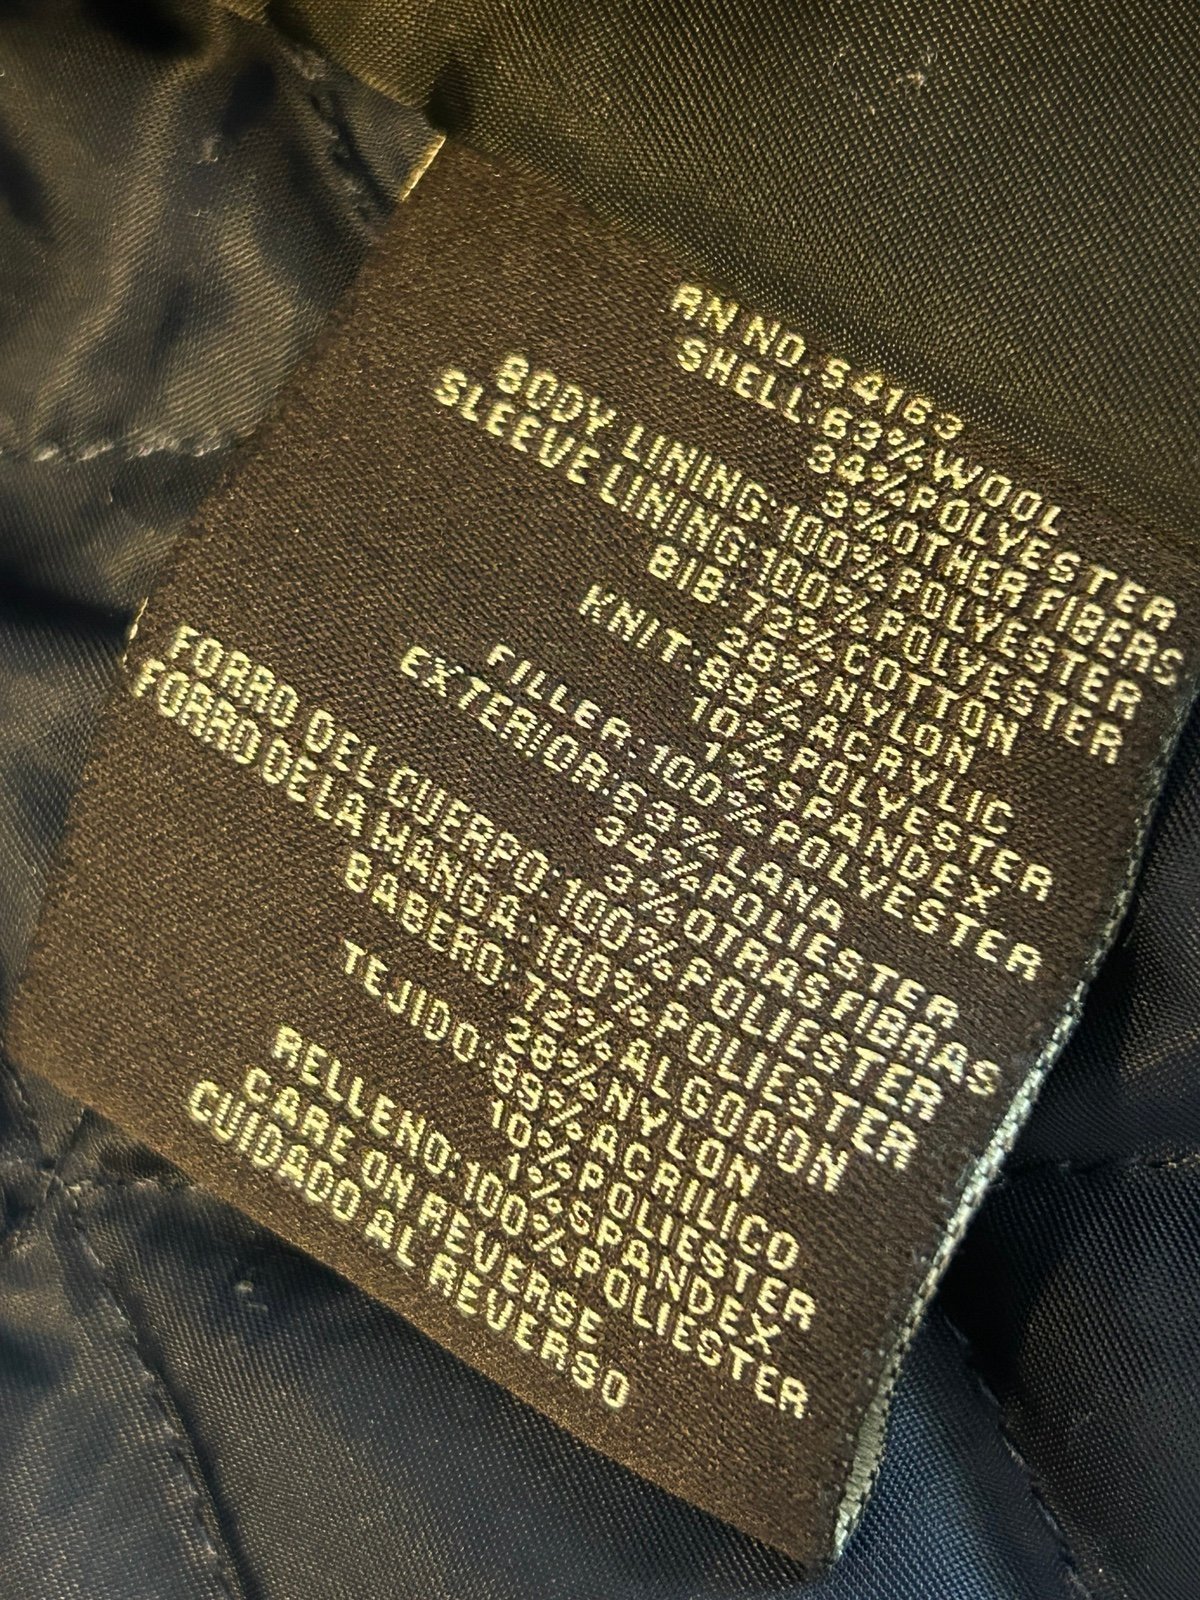 RN NO. 54163
SHELL: 63% WOOL
34% POLYESTER
3% OTHER FIBERS
BODY LINING: 100% POLYESTER
SLEEVE LINING: 100% POLYESTER
BIB: 72% COTTON
28% NYLON
KNIT: 89% ACRYLIC
10% POLYESTER
1% SPANDEX
FILLER: 100% POLYESTER
EXTERIOR: 63% LANA
34% POLIESTER
3% OTRAS FIBRAS
FORRO DEL CUERPO: 100% POLIESTER
FORRO DE LA MANGA: 100% POLIESTER
BABERO: 72% ALGODON
28% NYLON
TEJIDO: 89% ACRILICO
10% POLIESTER
1% SPANDEX
RELLENO: 100% POLIESTER
CARE ON REVERSE
CUIDADO AL REVERSO